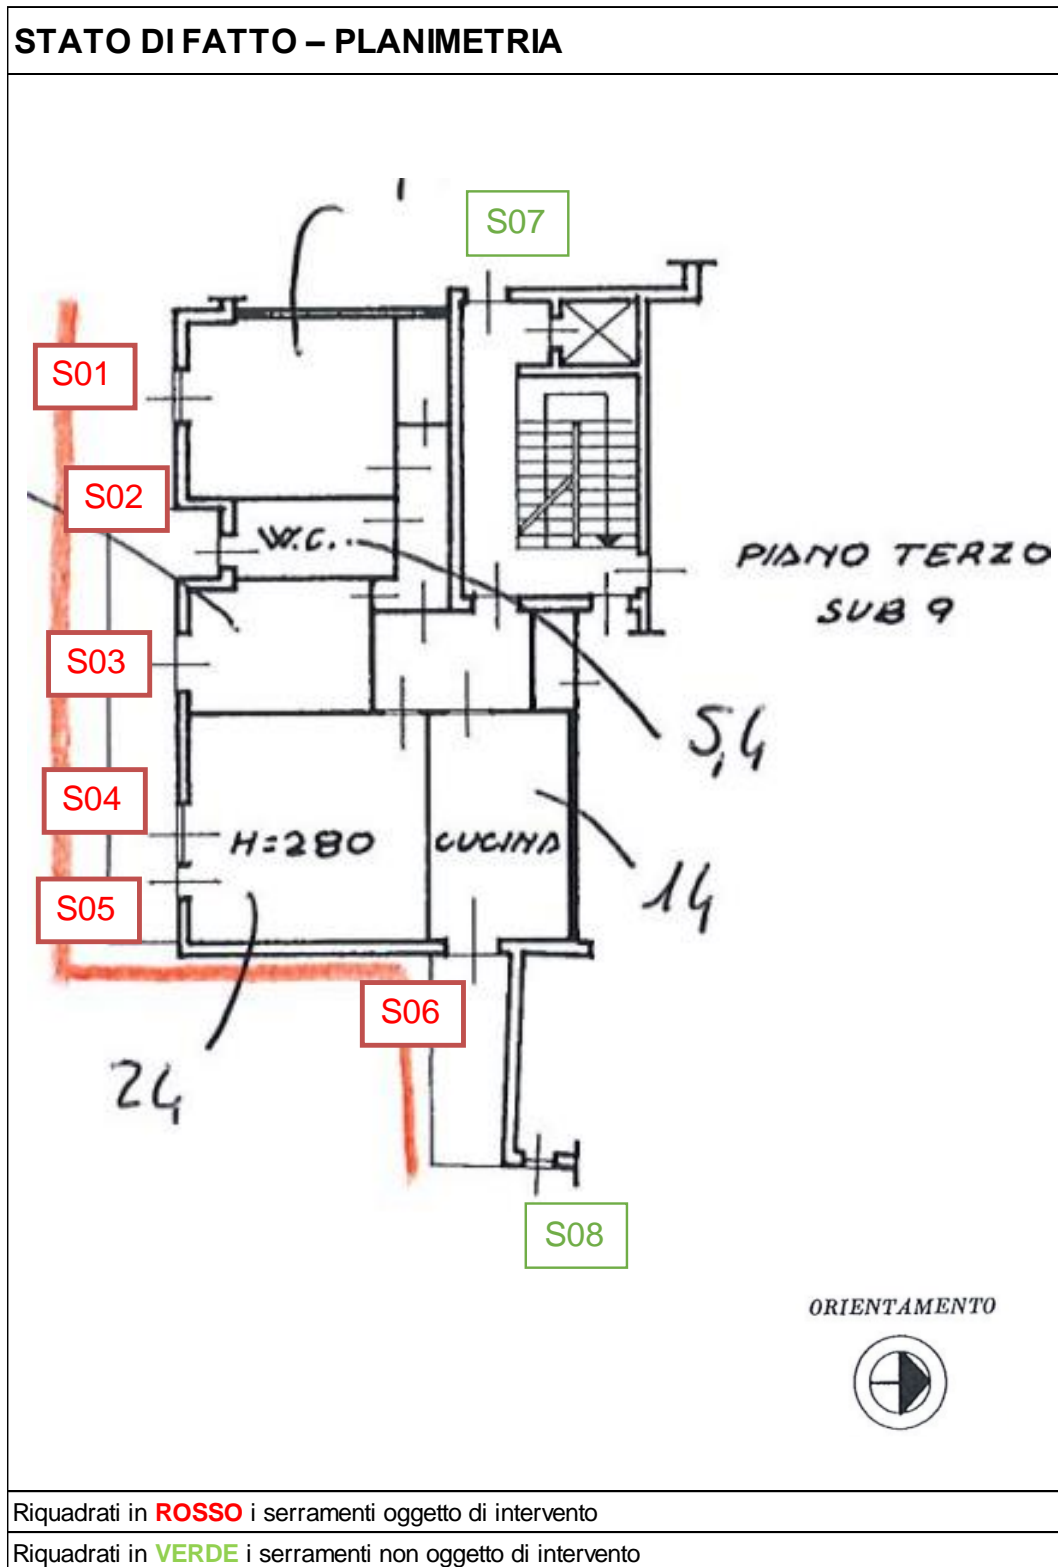 STATO DI FATTO – PLANIMETRIA
S07
S01
S02
W.C.
PIANO TERZO
SUB 9
S03
5,4
S04
H=280
CUCINA
14
S05
S06
24
S08
ORIENTAMENTO
Riquadrati in ROSSO i serramenti oggetto di intervento
Riquadrati in VERDE i serramenti non oggetto di intervento